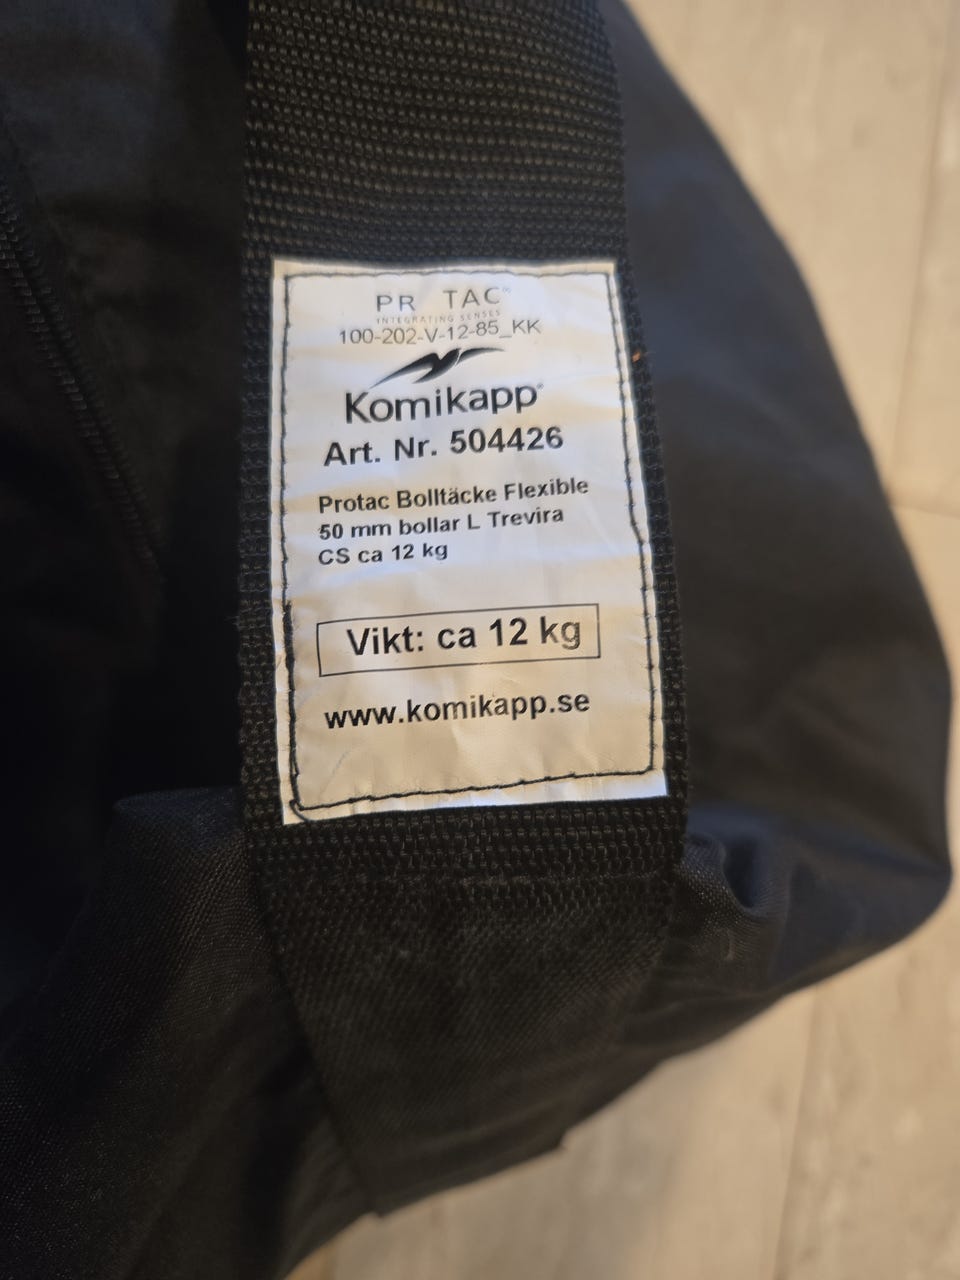 PR TAC®
INTEGRATING SENSES
100-202-V-12-85_KK
Komikapp®
Art. Nr. 504426
Protac Bolltäcke Flexible
50 mm bollar L Trevira
CS ca 12 kg
Vikt: ca 12 kg
www.komikapp.se